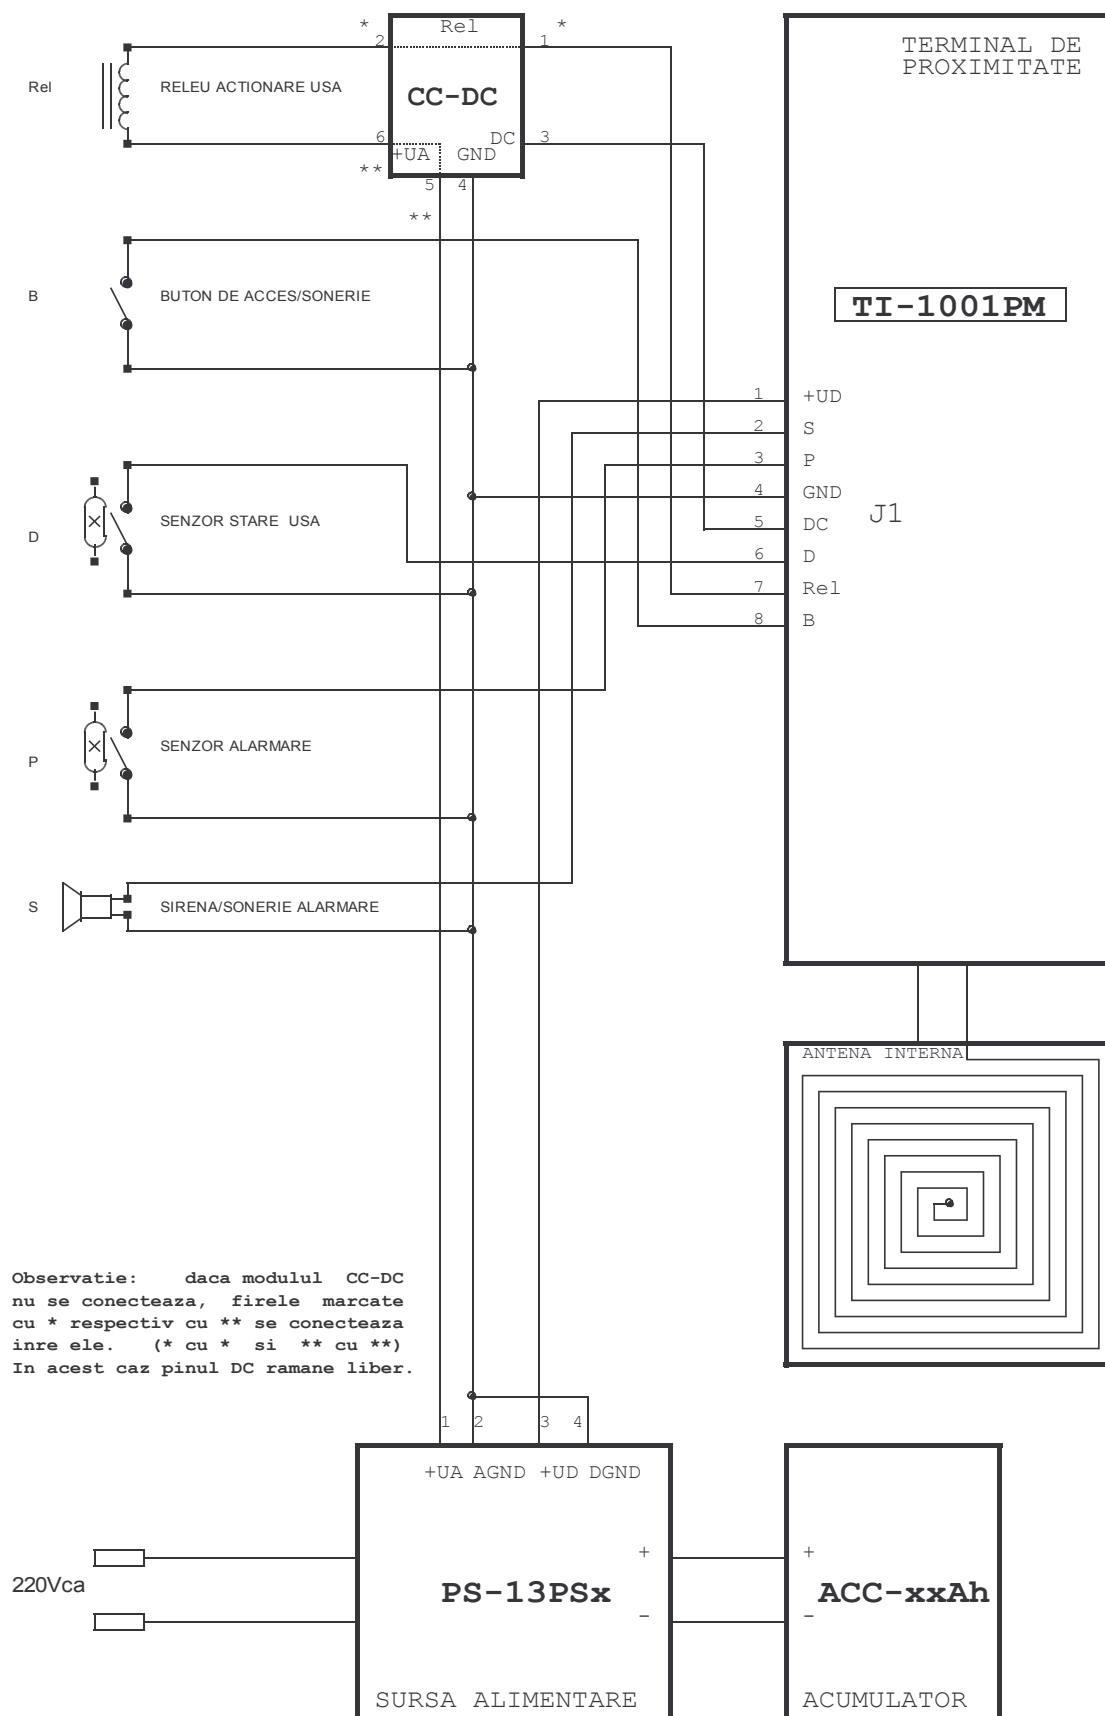 * Rel *
2 1
TERMINAL DE
PROXIMITATE
Rel RELEU ACTIONARE USA
CC-DC
6 DC 3
+UA GND
** 5 4
**
B BUTON DE ACCES/SONERIE
TI-1001PM
1 +UD
2 S
3 P
4 GND
J1
5 DC
6 D
7 Rel
8 B
D SENZOR STARE USA
P SENZOR ALARMARE
S SIRENA/SONERIE ALARMARE
ANTENA INTERNA
Observatie: daca modulul CC-DC
nu se conecteaza, firele marcate
cu * respectiv cu ** se conecteaza
inre ele. (* cu * si ** cu **)
In acest caz pinul DC ramane liber.
1 2 3 4
+UA AGND +UD DGND
220Vca
+ +
PS-13PSx ACC-xxAh
- -
SURSA ALIMENTARE ACUMULATOR